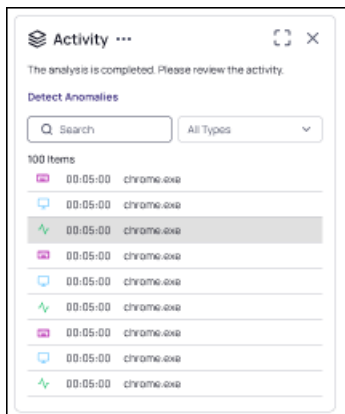 Activity ...
The analysis is completed. Please review the activity.
Detect Anomalies
Search
All Types
100 Items
00:05:00 chrome.exe
00:05:00 chrome.exe
00:05:00 chrome.exe
00:05:00 chrome.exe
00:05:00 chrome.exe
00:05:00 chrome.exe
00:05:00 chrome.exe
00:05:00 chrome.exe
00:05:00 chrome.exe